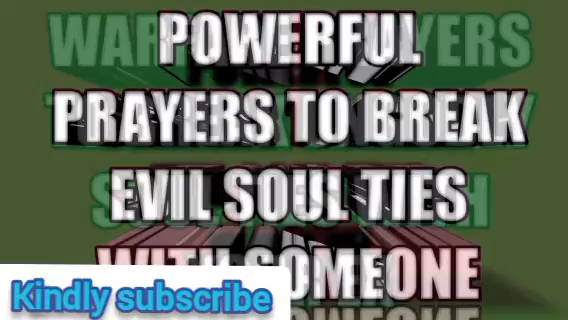 POWERFUL
PRAYERS TO BREAK
EVIL SOUL TIES
WITH SOMEONE
Kindly subscribe